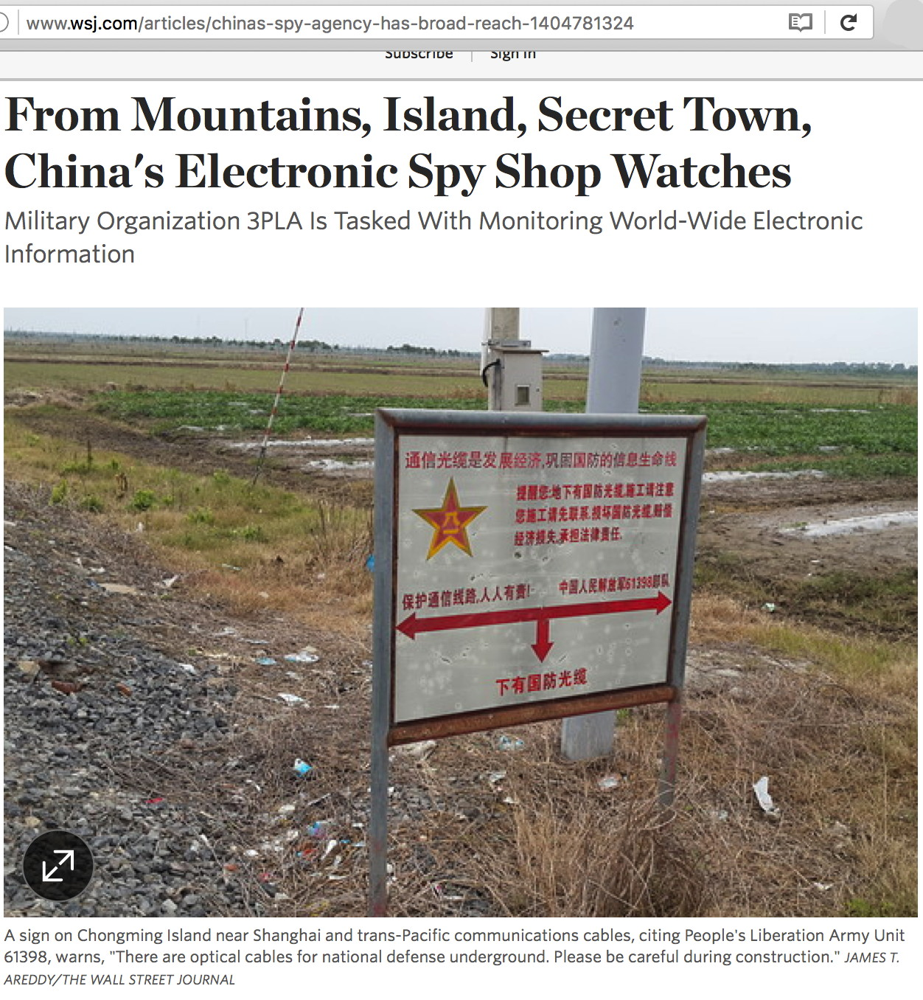 www.wsj.com/articles/chinas-spy-agency-has-broad-reach-1404781324
Subscribe | Sign In
From Mountains, Island, Secret Town,
China's Electronic Spy Shop Watches
Military Organization 3PLA Is Tasked With Monitoring World-Wide Electronic
Information
通信光缆是发展经济,巩固国防的信息生命线
提醒您:地下有国防光缆,施工请注意
您施工请先联系.损坏国防光缆,赔偿
经济损失,承担法律责任.
保护通信线路,人人有责!
中国人民解放军61398部队
下有国防光缆
A sign on Chongming Island near Shanghai and trans-Pacific communications cables, citing People's Liberation Army Unit
61398, warns, "There are optical cables for national defense underground. Please be careful during construction." JAMES T.
AREDDY/THE WALL STREET JOURNAL